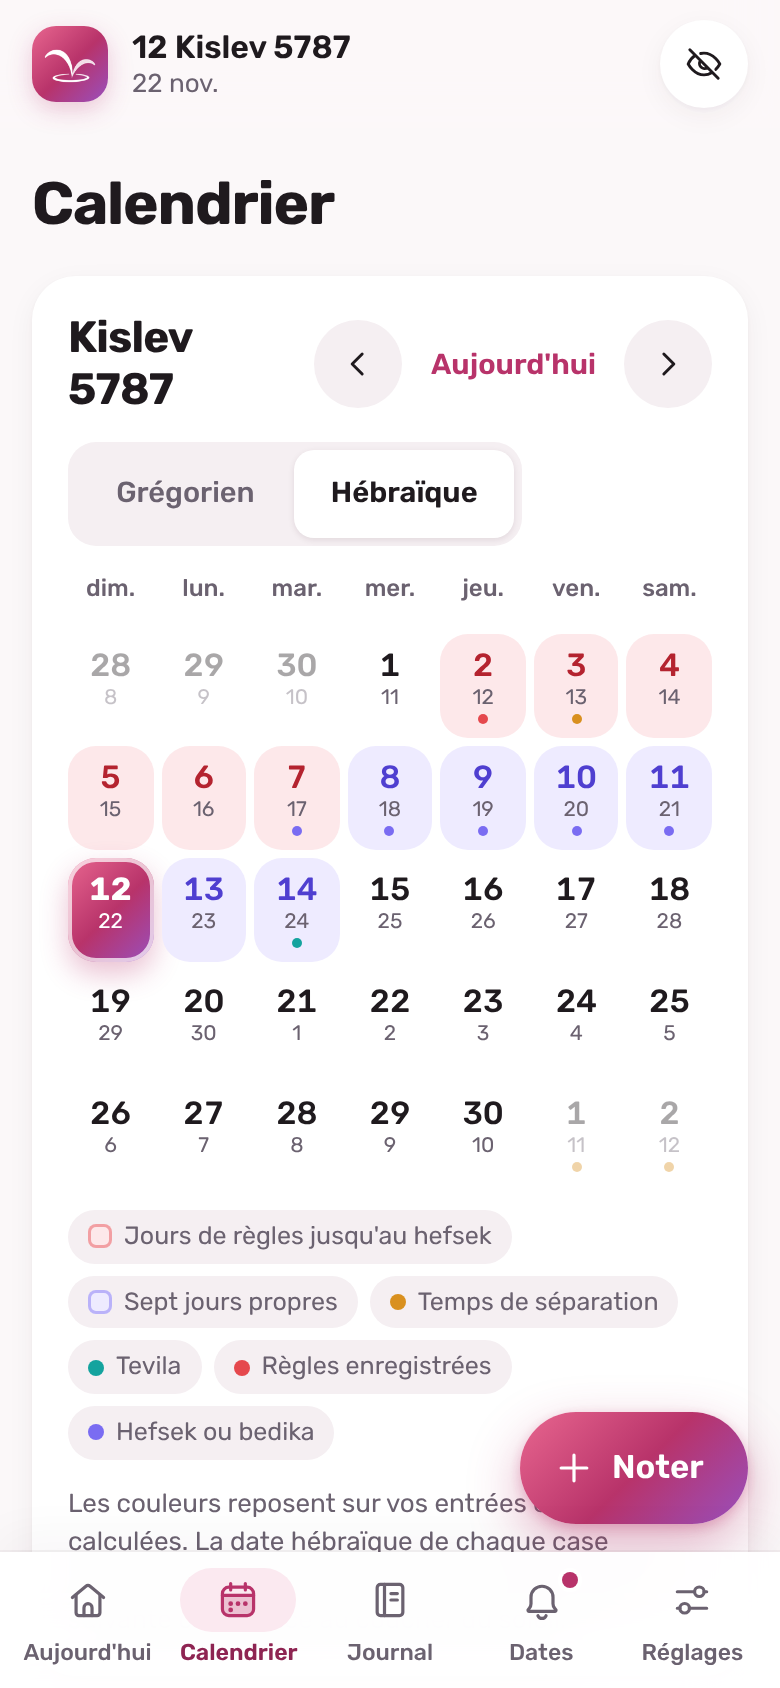 12 Kislev 5787
22 nov.
Calendrier
Kislev
5787
Aujourd'hui
Grégorien
Hébraïque
dim. lun. mar. mer. jeu. ven. sam.
28 29 30 1 2 3 4
8 9 10 11 12 13 14
5 6 7 8 9 10 11
15 16 17 18 19 20 21
12 13 14 15 16 17 18
22 23 24 25 26 27 28
19 20 21 22 23 24 25
29 30 1 2 3 4 5
26 27 28 29 30 1 2
6 7 8 9 10 11 12
Jours de règles jusqu'au hefsek
Sept jours propres
Temps de séparation
Tevila
Règles enregistrées
Hefsek ou bedika
Noter
Les couleurs reposent sur vos entrées
calculées. La date hébraïque de chaque case
Aujourd'hui
Calendrier
Journal
Dates
Réglages